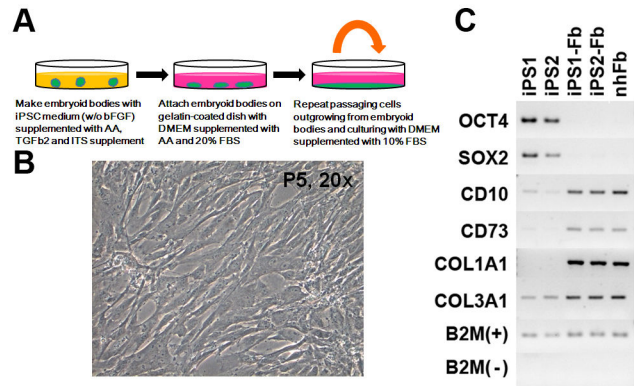 A
Make embryoid bodies with
iPSC medium (w/o bFGF)
supplemented with AA,
TGFb2 and ITS supplement
Attach embryoid bodies on
gelatin-coated dish with
DMEM supplemented with
AA and 20% FBS
Repeat passaging cells
outgrowing from embryoid
bodies and culturing with DMEM
supplemented with 10% FBS
B
P5, 20x
C
iPS1
iPS2
iPS1-Fb
iPS2-Fb
nhFb
OCT4
SOX2
CD10
CD73
COL1A1
COL3A1
B2M(+)
B2M(-)